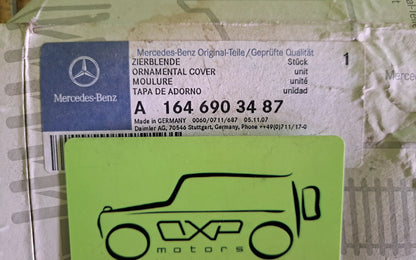 Mercedes-Benz Original-Teile/Geprüfte Qualität
ZIERBLENDE Stück 1
ORNAMENTAL COVER unit
MOULURE unité
TAPA DE ADORNO unidad
Mercedes-Benz
A 164 690 34 87
Made in GERMANY 0060/0711/687 05.11.07
Daimler AG, 70546 Stuttgart, Germany, Phone ++49(0)711/17-0
DXP
motors